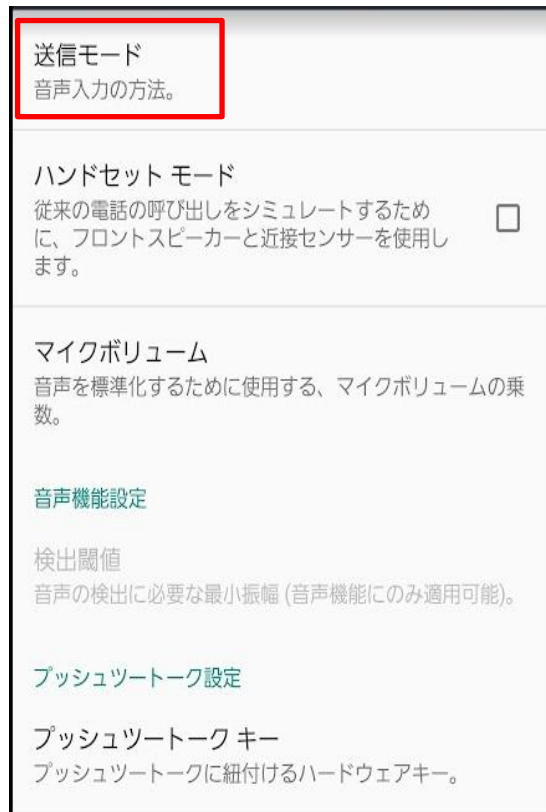 送信モード
音声入力の方法。
ハンドセット モード
従来の電話の呼び出しをシミュレートするため
に、フロントスピーカーと近接センサーを使用し
ます。
マイクボリューム
音声を標準化するために使用する、マイクボリュームの乗
数。
音声機能設定
検出閾値
音声の検出に必要な最小振幅 (音声機能にのみ適用可能)。
プッシュツートーク設定
プッシュツートーク キー
プッシュツートークに紐付けるハードウェアキー。